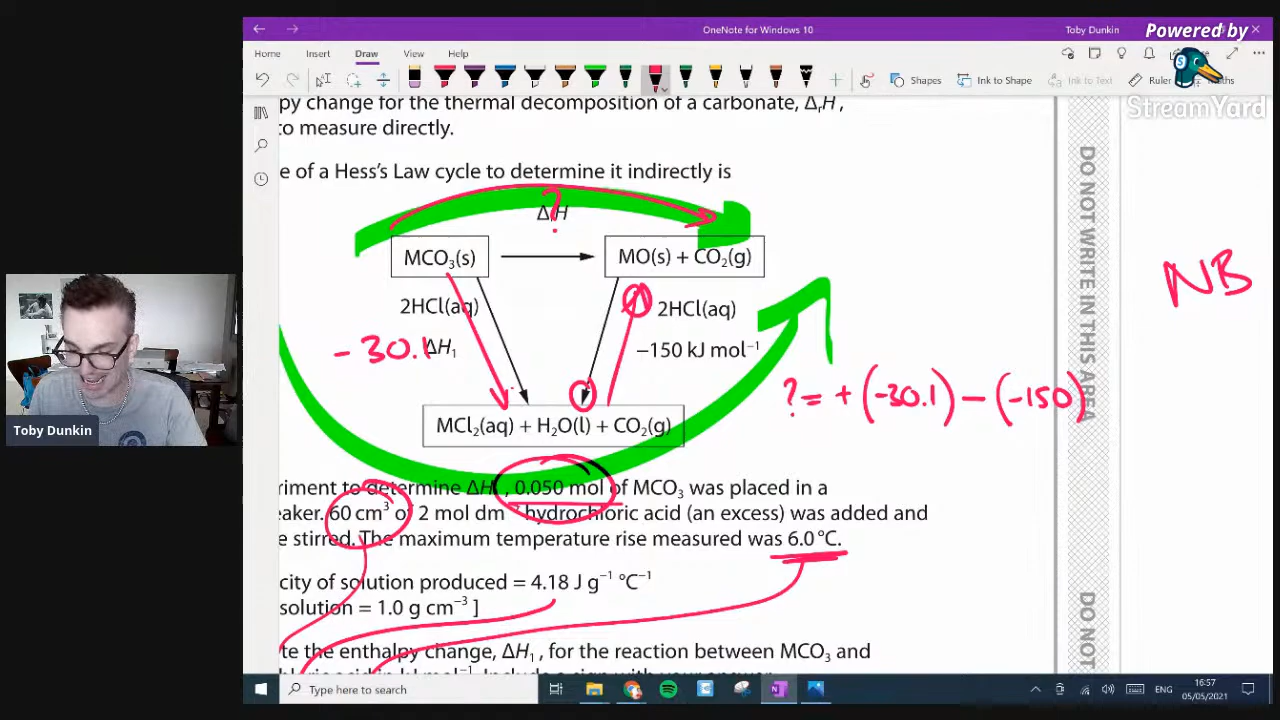 OneNote for Windows 10
Toby Dunkin
Powered by
StreamYard
Home Insert Draw View Help
Shapes Ink to Shape Ink to Text Ruler Maths
py change for the thermal decomposition of a carbonate, ΔrH,
to measure directly.
e of a Hess's Law cycle to determine it indirectly is
?
MCO3(s)
MO(s) + CO2(g)
2HCl(aq)
2HCl(aq)
-30.1
ΔH1
−150 kJ mol−1
MCl2(aq) + H2O(l) + CO2(g)
? = + (-30.1) - (-150)
NB
riment to determine ΔH , 0.050 mol of MCO3 was placed in a
eaker. 60 cm3 of 2 mol dm−3 hydrochloric acid (an excess) was added and
e stirred. The maximum temperature rise measured was 6.0 °C.
city of solution produced = 4.18 J g−1 °C−1
solution = 1.0 g cm−3 ]
te the enthalpy change, ΔH1, for the reaction between MCO3 and
DO NOT WRITE IN THIS AREA
DO NOT
Toby Dunkin
Type here to search
ENG
16:57
05/05/2021